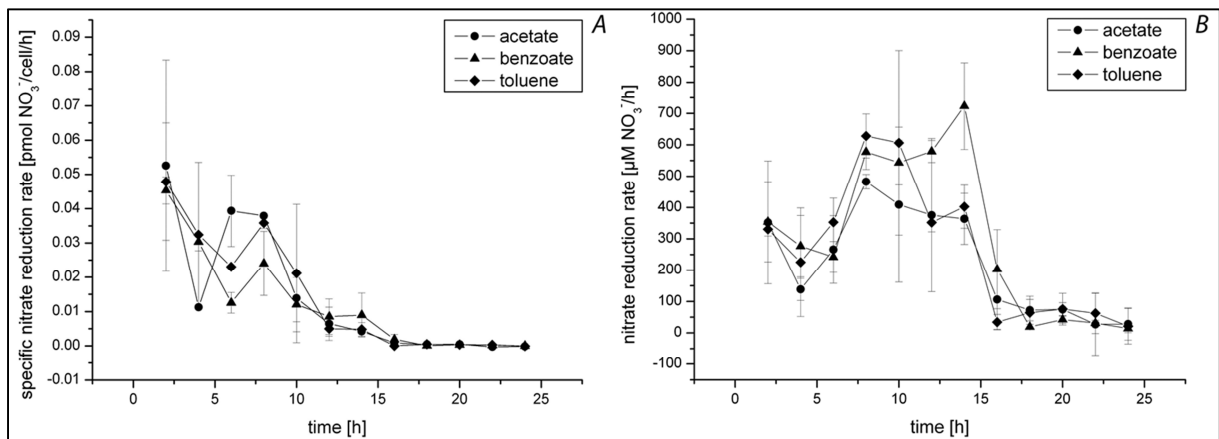 A
acetate
benzoate
toluene
specific nitrate reduction rate [pmol NO₃⁻/cell/h]
0.09
0.08
0.07
0.06
0.05
0.04
0.03
0.02
0.01
0.00
-0.01
0 5 10 15 20 25
time [h]
B
acetate
benzoate
toluene
nitrate reduction rate [µM NO₃⁻/h]
1000
900
800
700
600
500
400
300
200
100
0
-100
0 5 10 15 20 25
time [h]